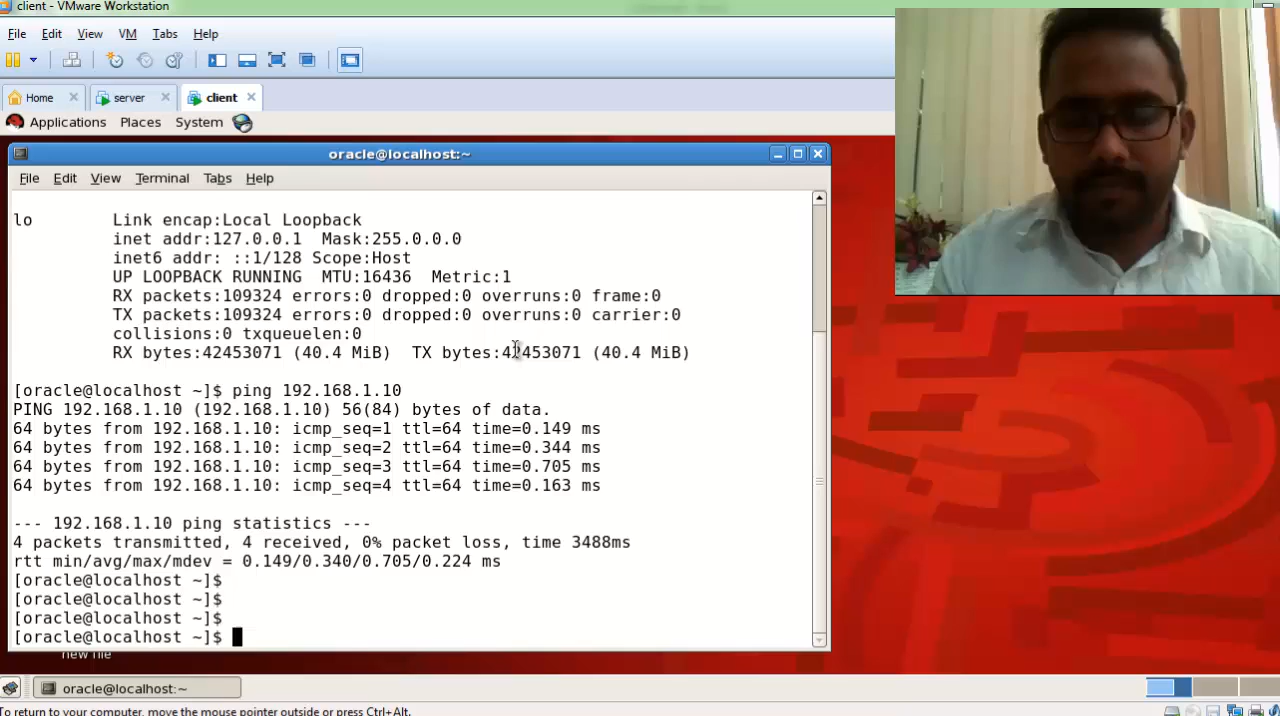 client - VMware Workstation
File Edit View VM Tabs Help
Home server client
Applications Places System
oracle@localhost:~
File Edit View Terminal Tabs Help
lo Link encap:Local Loopback
inet addr:127.0.0.1 Mask:255.0.0.0
inet6 addr: ::1/128 Scope:Host
UP LOOPBACK RUNNING MTU:16436 Metric:1
RX packets:109324 errors:0 dropped:0 overruns:0 frame:0
TX packets:109324 errors:0 dropped:0 overruns:0 carrier:0
collisions:0 txqueuelen:0
RX bytes:42453071 (40.4 MiB) TX bytes:42453071 (40.4 MiB)
[oracle@localhost ~]$ ping 192.168.1.10
PING 192.168.1.10 (192.168.1.10) 56(84) bytes of data.
64 bytes from 192.168.1.10: icmp_seq=1 ttl=64 time=0.149 ms
64 bytes from 192.168.1.10: icmp_seq=2 ttl=64 time=0.344 ms
64 bytes from 192.168.1.10: icmp_seq=3 ttl=64 time=0.705 ms
64 bytes from 192.168.1.10: icmp_seq=4 ttl=64 time=0.163 ms
--- 192.168.1.10 ping statistics ---
4 packets transmitted, 4 received, 0% packet loss, time 3488ms
rtt min/avg/max/mdev = 0.149/0.340/0.705/0.224 ms
[oracle@localhost ~]$
[oracle@localhost ~]$
[oracle@localhost ~]$
[oracle@localhost ~]$
new file
oracle@localhost:~
To return to your computer, move the mouse pointer outside or press Ctrl+Alt.